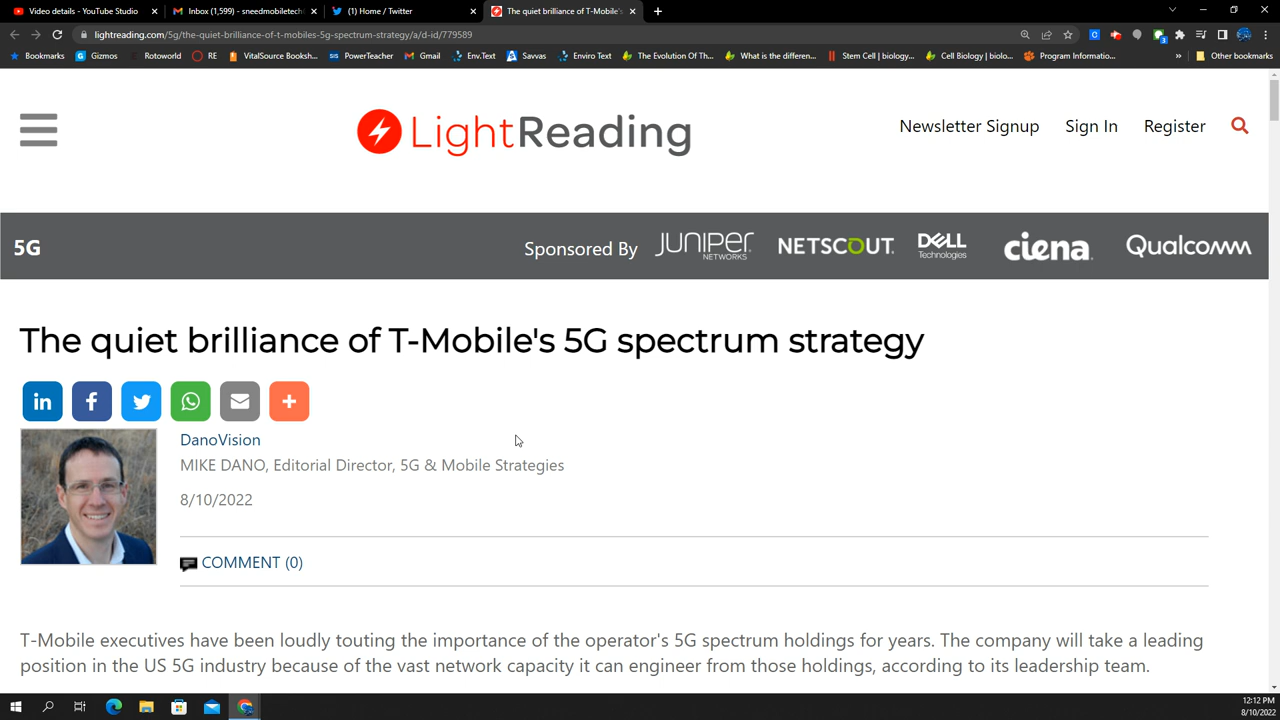 Video details - YouTube Studio
Inbox (1,599) - sneedmobiletech
(1) Home / Twitter
The quiet brilliance of T-Mobile's
lightreading.com/5g/the-quiet-brilliance-of-t-mobiles-5g-spectrum-strategy/a/d-id/779589
Bookmarks Gizmos Rotoworld RE VitalSource Booksh... SIS PowerTeacher Gmail Env.Text Savvas Enviro Text The Evolution Of Th... What is the differen... Stem Cell | biology... Cell Biology | biolo... Program Informatio... » Other bookmarks
LightReading
Newsletter Signup Sign In Register
5G
Sponsored By JUNIPER NETWORKS NETSCOUT. DELL Technologies ciena. Qualcomm
The quiet brilliance of T-Mobile's 5G spectrum strategy
in f
DanoVision
MIKE DANO, Editorial Director, 5G & Mobile Strategies
8/10/2022
COMMENT (0)
T-Mobile executives have been loudly touting the importance of the operator's 5G spectrum holdings for years. The company will take a leading
position in the US 5G industry because of the vast network capacity it can engineer from those holdings, according to its leadership team.
12:12 PM
8/10/2022